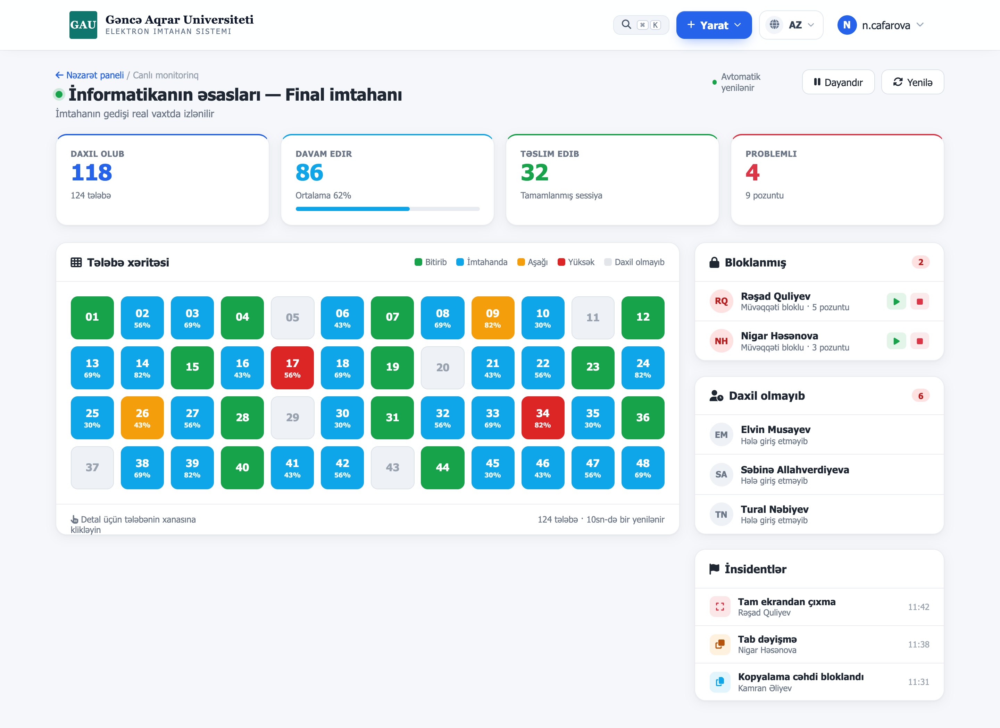 GAU
Gəncə Aqrar Universiteti
ELEKTRON IMTAHAN SISTEMI
⌘ K
+ Yarat
AZ
N n.cafarova
← Nəzarət paneli / Canlı monitorinq
İnformatikanın əsasları — Final imtahanı
İmtahanın gedişi real vaxtda izlənilir
Avtomatik
yenilənir
Dayandır
Yenilə
DAXIL OLUB
118
124 tələbə
DAVAM EDIR
86
Ortalama 62%
TƏSLIM EDIB
32
Tamamlanmış sessiya
PROBLEMLI
4
9 pozuntu
Tələbə xəritəsi
Bitirib İmtahanda Aşağı Yüksək Daxil olmayıb
01 02 03 04 05 06 07 08 09 10 11 12
56% 69% 43% 69% 82% 30%
13 14 15 16 17 18 19 20 21 22 23 24
69% 82% 43% 56% 69% 43% 56% 82%
25 26 27 28 29 30 31 32 33 34 35 36
30% 43% 56% 30% 56% 69% 82% 30%
37 38 39 40 41 42 43 44 45 46 47 48
69% 82% 43% 56% 30% 43% 56% 69%
Detal üçün tələbənin xanasına
klikləyin
124 tələbə · 10sn-də bir yenilənir
Bloklanmış 2
RQ Rəşad Quliyev
Müvəqqəti bloklu · 5 pozuntu
NH Nigar Həsənova
Müvəqqəti bloklu · 3 pozuntu
Daxil olmayıb 6
EM Elvin Musayev
Hələ giriş etməyib
SA Səbinə Allahverdiyeva
Hələ giriş etməyib
TN Tural Nəbiyev
Hələ giriş etməyib
İnsidentlər
Tam ekrandan çıxma
Rəşad Quliyev
11:42
Tab dəyişmə
Nigar Həsənova
11:38
Kopyalama cəhdi bloklandı
Kamran Əliyev
11:31